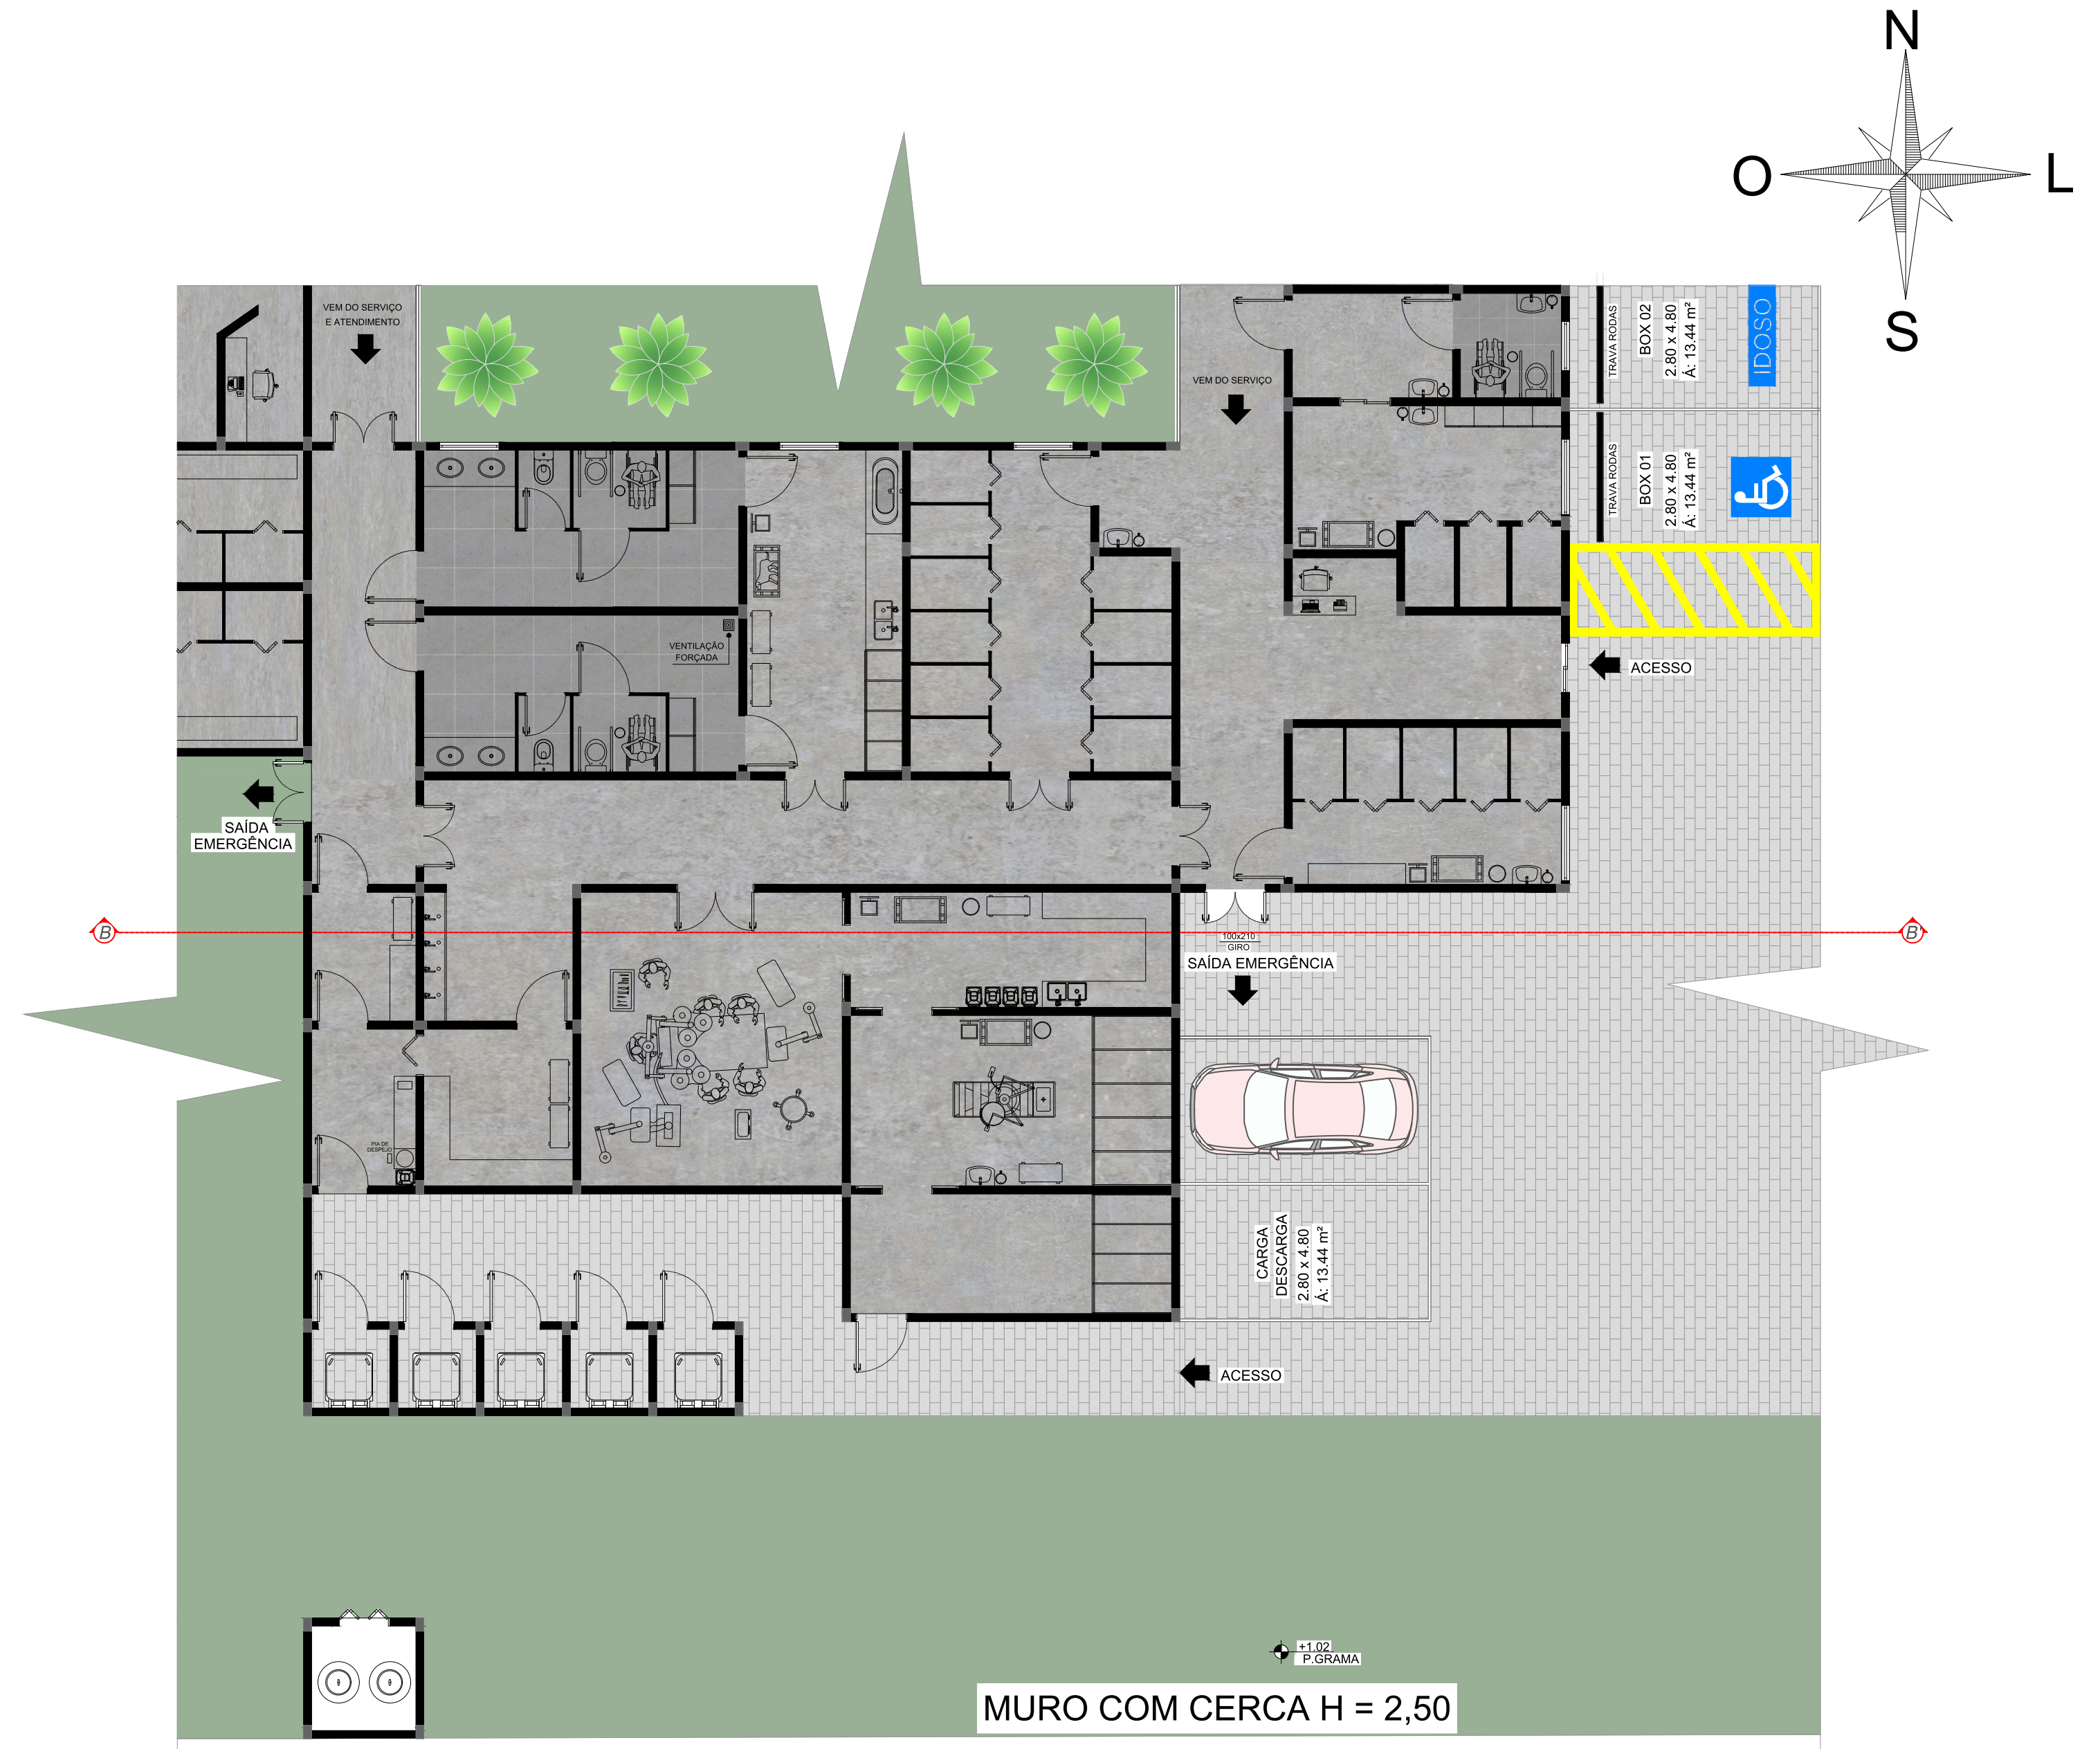 N
O
L
S
VEM DO SERVIÇO
E ATENDIMENTO
VEM DO SERVIÇO
TRAVA RODAS
BOX 02
2.80 x 4.80
Á: 13.44 m²
IDOSO
TRAVA RODAS
BOX 01
2.80 x 4.80
Á: 13.44 m²
VENTILAÇÃO
FORÇADA
ACESSO
SAÍDA
EMERGÊNCIA
B
B'
100x210
GIRO
SAÍDA EMERGÊNCIA
PIA DE
DESPEJO
CARGA
DESCARGA
2.80 x 4.80
Á: 13.44 m²
ACESSO
+1.02
P.GRAMA
MURO COM CERCA H = 2,50